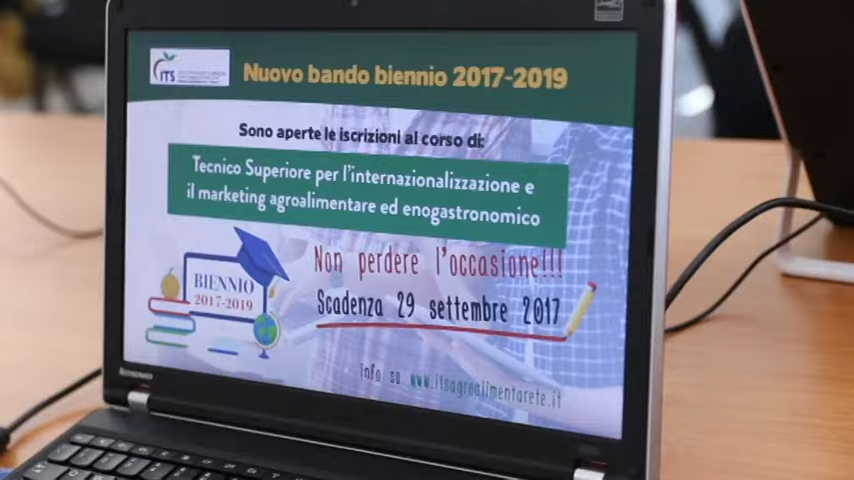 ITS
Nuovo bando biennio 2017-2019
Sono aperte le iscrizioni al corso di:
Tecnico Superiore per l'internazionalizzazione e
il marketing agroalimentare ed enogastronomico
BIENNIO
2017-2019
Non perdere l'occasione!!!
Scadenza 29 settembre 2017
info su www.itsagroalimentarete.it
lenovo